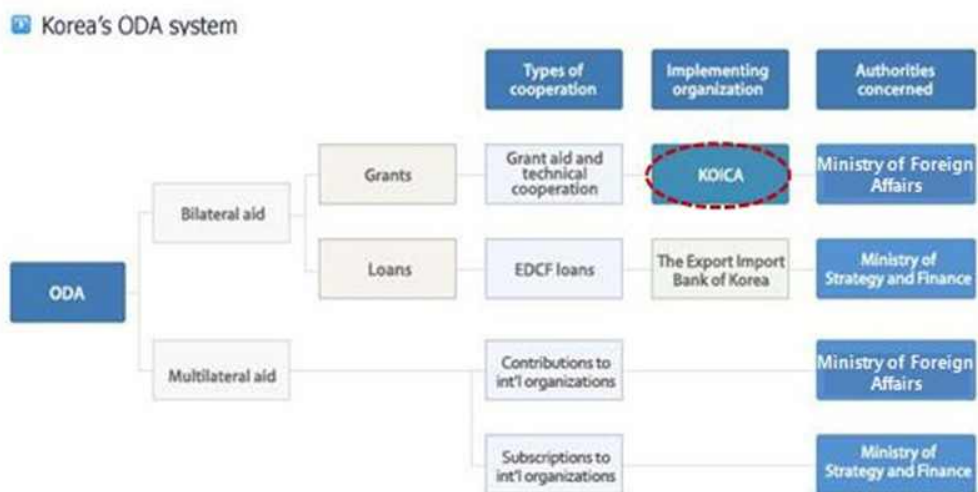 Korea's ODA system
Types of
cooperation
Implementing
organization
Authorities
concerned
Grants
Grant aid and
technical
cooperation
KOICA
Ministry of Foreign
Affairs
Bilateral aid
Loans
EDCF loans
The Export Import
Bank of Korea
Ministry of
Strategy and Finance
ODA
Multilateral aid
Contributions to
int'l organizations
Ministry of Foreign
Affairs
Subscriptions to
int'l organizations
Ministry of
Strategy and Finance